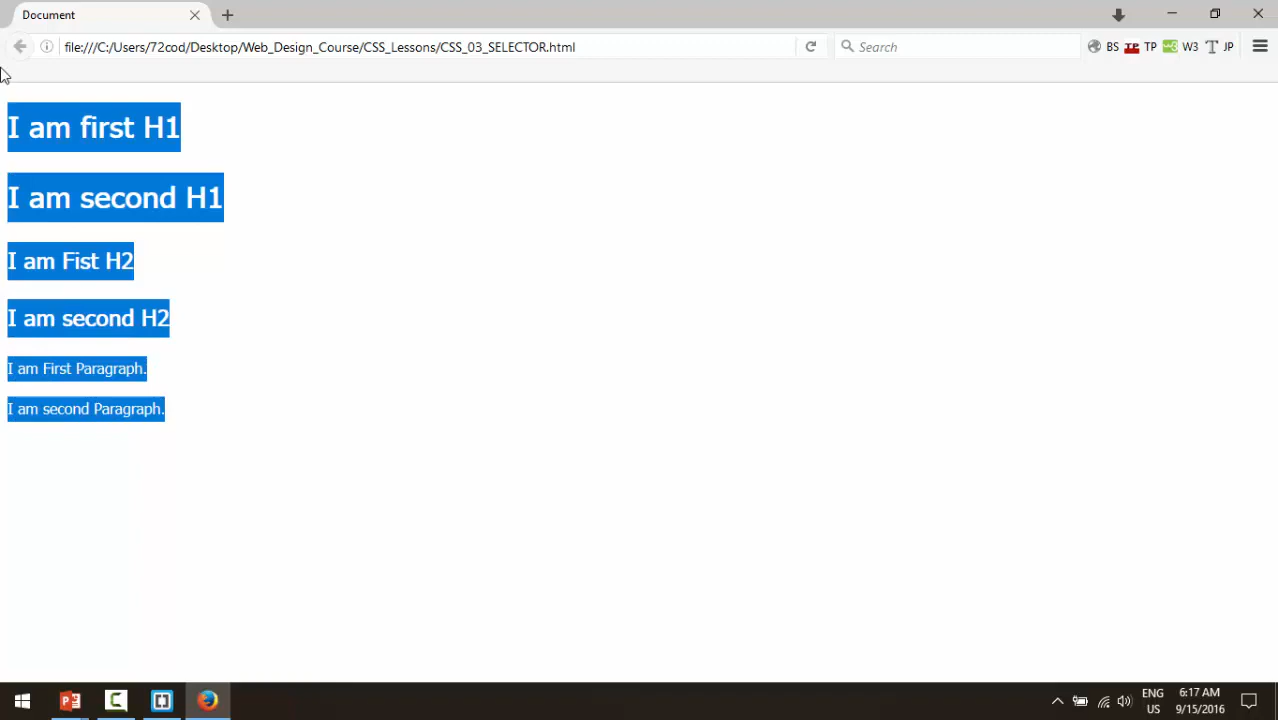 Document
file:///C:/Users/72cod/Desktop/Web_Design_Course/CSS_Lessons/CSS_03_SELECTOR.html
Search
BS TP TP W3 T JP
I am first H1
I am second H1
I am Fist H2
I am second H2
I am First Paragraph.
I am second Paragraph.
ENG 6:17 AM
US 9/15/2016